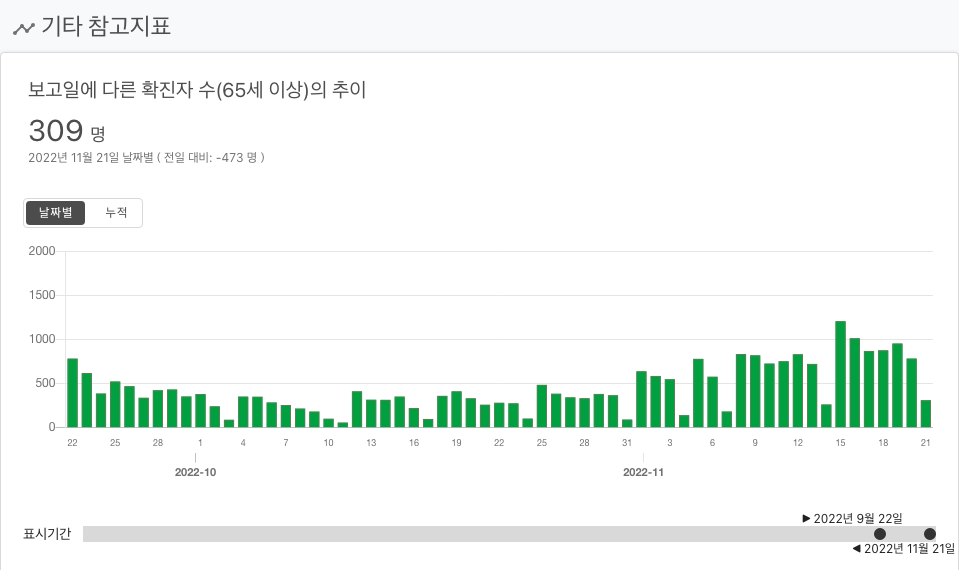 기타 참고지표
보고일에 다른 확진자 수(65세 이상)의 추이
309 명
2022년 11월 21일 날짜별 ( 전일 대비: -473 명 )
날짜별 누적
2000
1500
1000
500
0
22 25 28 1 4 7 10 13 16 19 22 25 28 31 3 6 9 12 15 18 21
2022-10 2022-11
▶ 2022년 9월 22일
표시기간
◀ 2022년 11월 21일